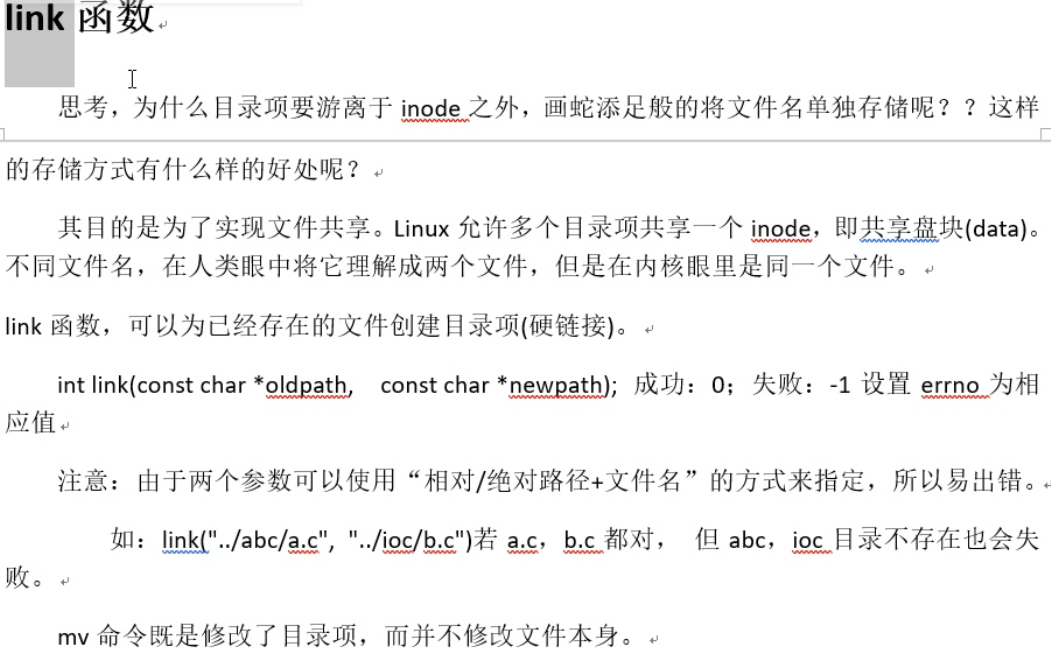 link 函数
思考，为什么目录项要游离于 inode 之外，画蛇添足般的将文件名单独存储呢？？这样
的存储方式有什么样的好处呢？
其目的是为了实现文件共享。Linux 允许多个目录项共享一个 inode，即共享盘块(data)。
不同文件名，在人类眼中将它理解成两个文件，但是在内核眼里是同一个文件。
link 函数，可以为已经存在的文件创建目录项(硬链接)。
int link(const char *oldpath, const char *newpath); 成功：0；失败：-1 设置 errno 为相
应值
注意：由于两个参数可以使用“相对/绝对路径+文件名”的方式来指定，所以易出错。
如：link("../abc/a.c", "../ioc/b.c")若 a.c，b.c 都对， 但 abc，ioc 目录不存在也会失
败。
mv 命令既是修改了目录项，而并不修改文件本身。